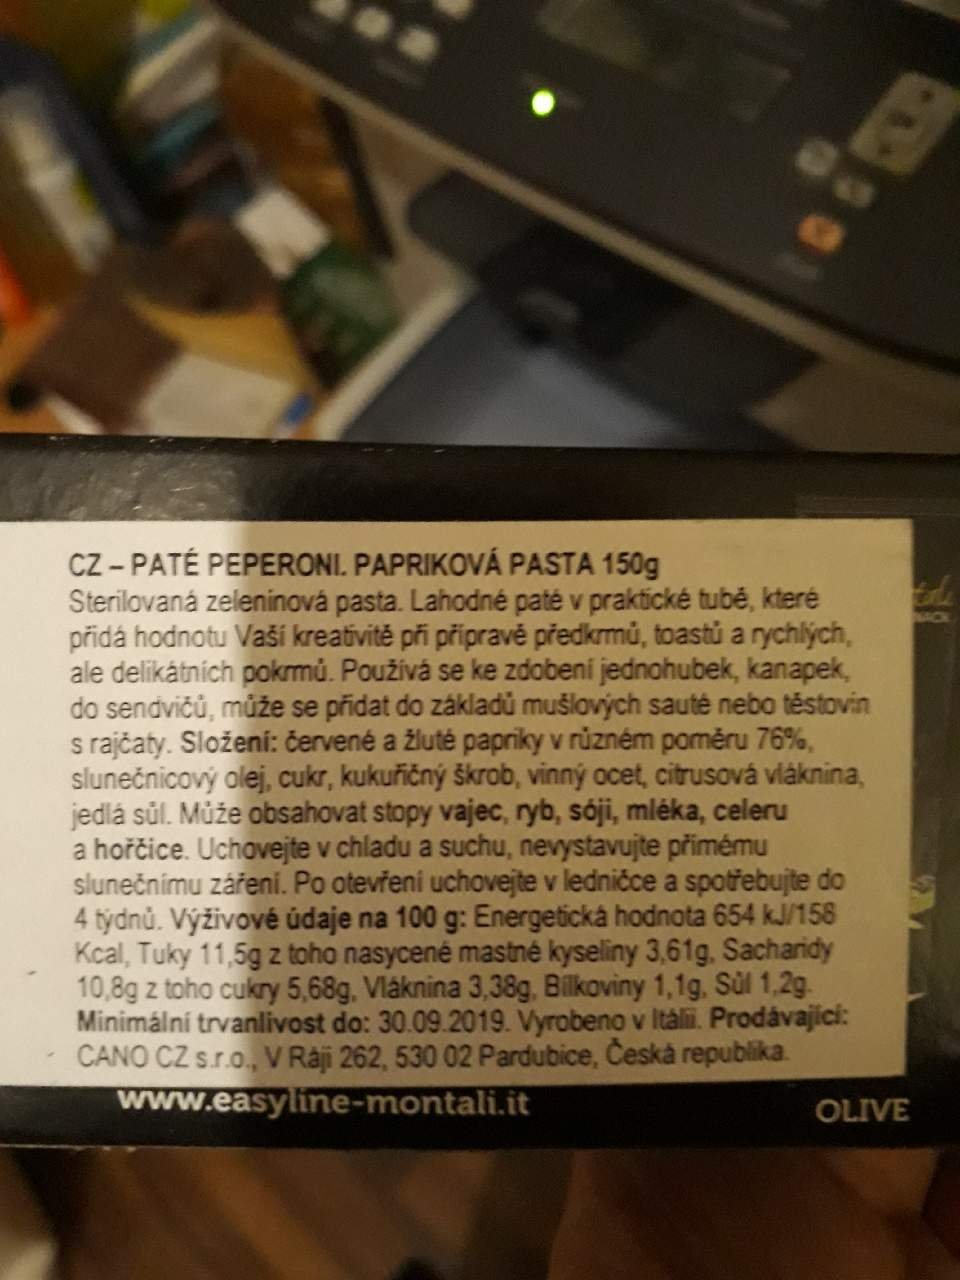 CZ – PATÉ PEPERONI. PAPRIKOVÁ PASTA 150g
Sterilovaná zeleninová pasta. Lahodné paté v praktické tubě, které
přidá hodnotu Vaší kreativitě při přípravě předkrmů, toastů a rychlých,
ale delikátních pokrmů. Používá se ke zdobení jednohubek, kanapek,
do sendvičů, může se přidat do základů mušlových sauté nebo těstovin
s rajčaty. Složení: červené a žluté papriky v různém poměru 76%,
slunečnicový olej, cukr, kukuřičný škrob, vinný ocet, citrusová vláknina,
jedlá sůl. Může obsahovat stopy vajec, ryb, sóji, mléka, celeru
a hořčice. Uchovejte v chladu a suchu, nevystavujte přímému
slunečnímu záření. Po otevření uchovejte v ledničce a spotřebujte do
4 týdnů. Výživové údaje na 100 g: Energetická hodnota 654 kJ/158
Kcal, Tuky 11,5g z toho nasycené mastné kyseliny 3,61g, Sacharidy
10,8g z toho cukry 5,68g, Vláknina 3,38g, Bílkoviny 1,1g, Sůl 1,2g.
Minimální trvanlivost do: 30.09.2019. Vyrobeno v Itálii. Prodávající:
CANO CZ s.r.o., V Ráji 262, 530 02 Pardubice, Česká republika.
www.easyline-montali.it
OLIVE